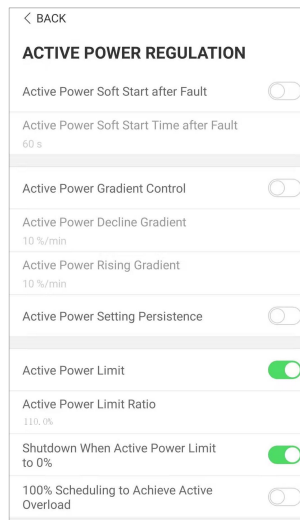 < BACK
ACTIVE POWER REGULATION
Active Power Soft Start after Fault
Active Power Soft Start Time after Fault
60 s
Active Power Gradient Control
Active Power Decline Gradient
10 %/min
Active Power Rising Gradient
10 %/min
Active Power Setting Persistence
Active Power Limit
Active Power Limit Ratio
110.0%
Shutdown When Active Power Limit
to 0%
100% Scheduling to Achieve Active
Overload